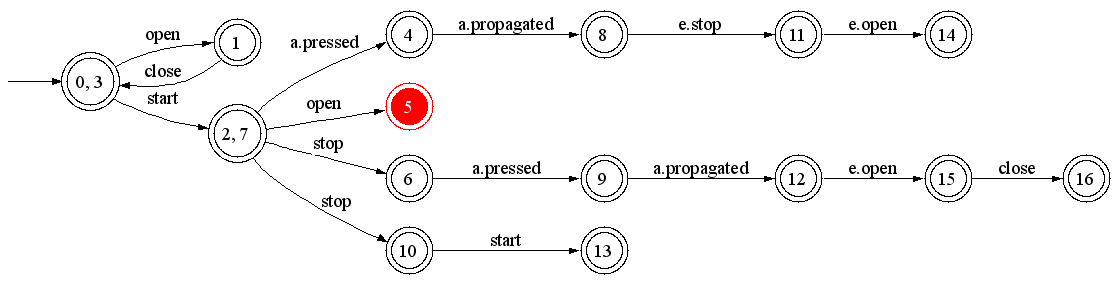 open
close
start
0, 3
1
a.pressed
open
stop
stop
2, 7
4
a.propagated
8
e.stop
11
e.open
14
5
6
a.pressed
9
a.propagated
12
e.open
15
close
16
10
start
13